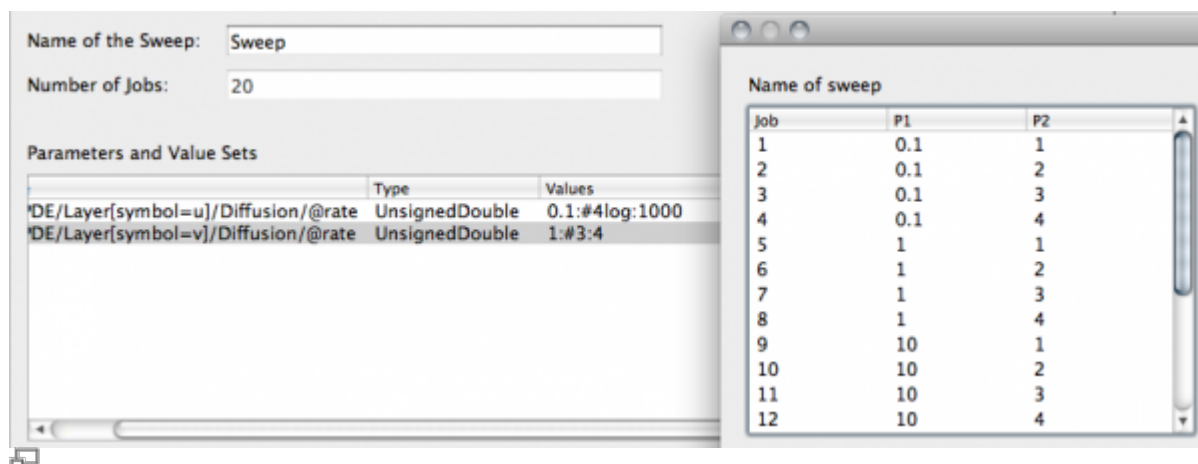 Name of the Sweep: Sweep
Number of Jobs: 20
Parameters and Value Sets
Type Values
DE/Layer[symbol=u]/Diffusion/@rate UnsignedDouble 0.1:#4log:1000
DE/Layer[symbol=v]/Diffusion/@rate UnsignedDouble 1:#3:4
Name of sweep
Job P1 P2
1 0.1 1
2 0.1 2
3 0.1 3
4 0.1 4
5 1 1
6 1 2
7 1 3
8 1 4
9 10 1
10 10 2
11 10 3
12 10 4